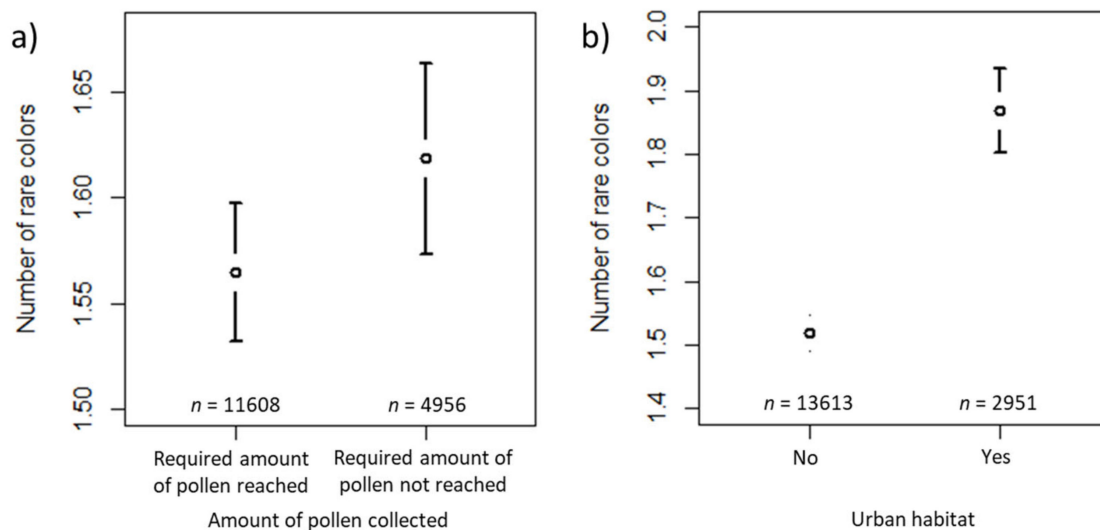 a)
Number of rare colors
1.65
1.60
1.55
1.50
n = 11608
n = 4956
Required amount
of pollen reached
Required amount of
pollen not reached
Amount of pollen collected
b)
Number of rare colors
2.0
1.9
1.8
1.7
1.6
1.5
1.4
n = 13613
n = 2951
No
Yes
Urban habitat